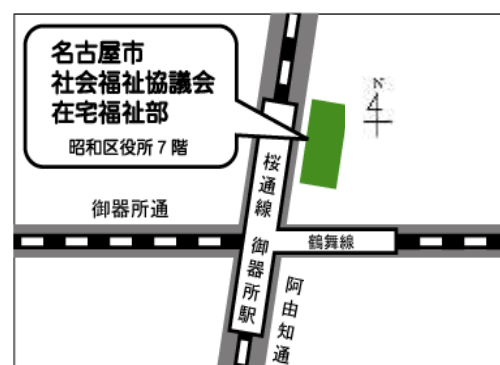 名古屋市
社会福祉協議会
在宅福祉部
昭和区役所７階
N
桜通線
御器所通
鶴舞線
御器所駅
阿由知通